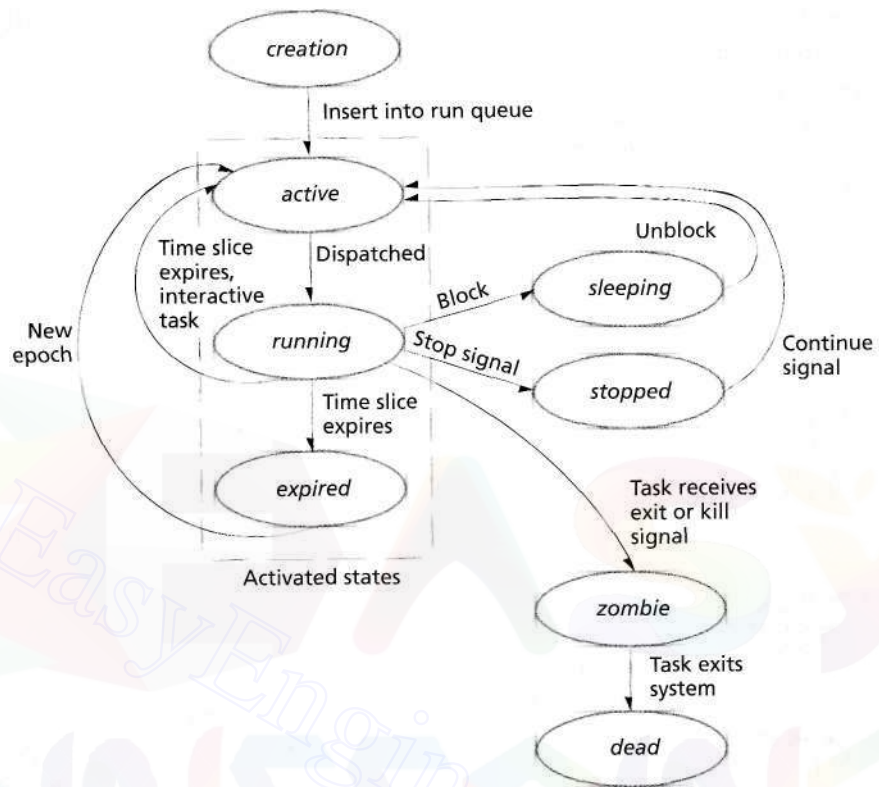 creation
Insert into run queue
active
Time slice
expires,
interactive
task
Dispatched
Unblock
Block
sleeping
New
epoch
running
Stop signal
Continue
signal
stopped
Time slice
expires
expired
Task receives
exit or kill
signal
Activated states
zombie
Task exits
system
dead
EasyEngin